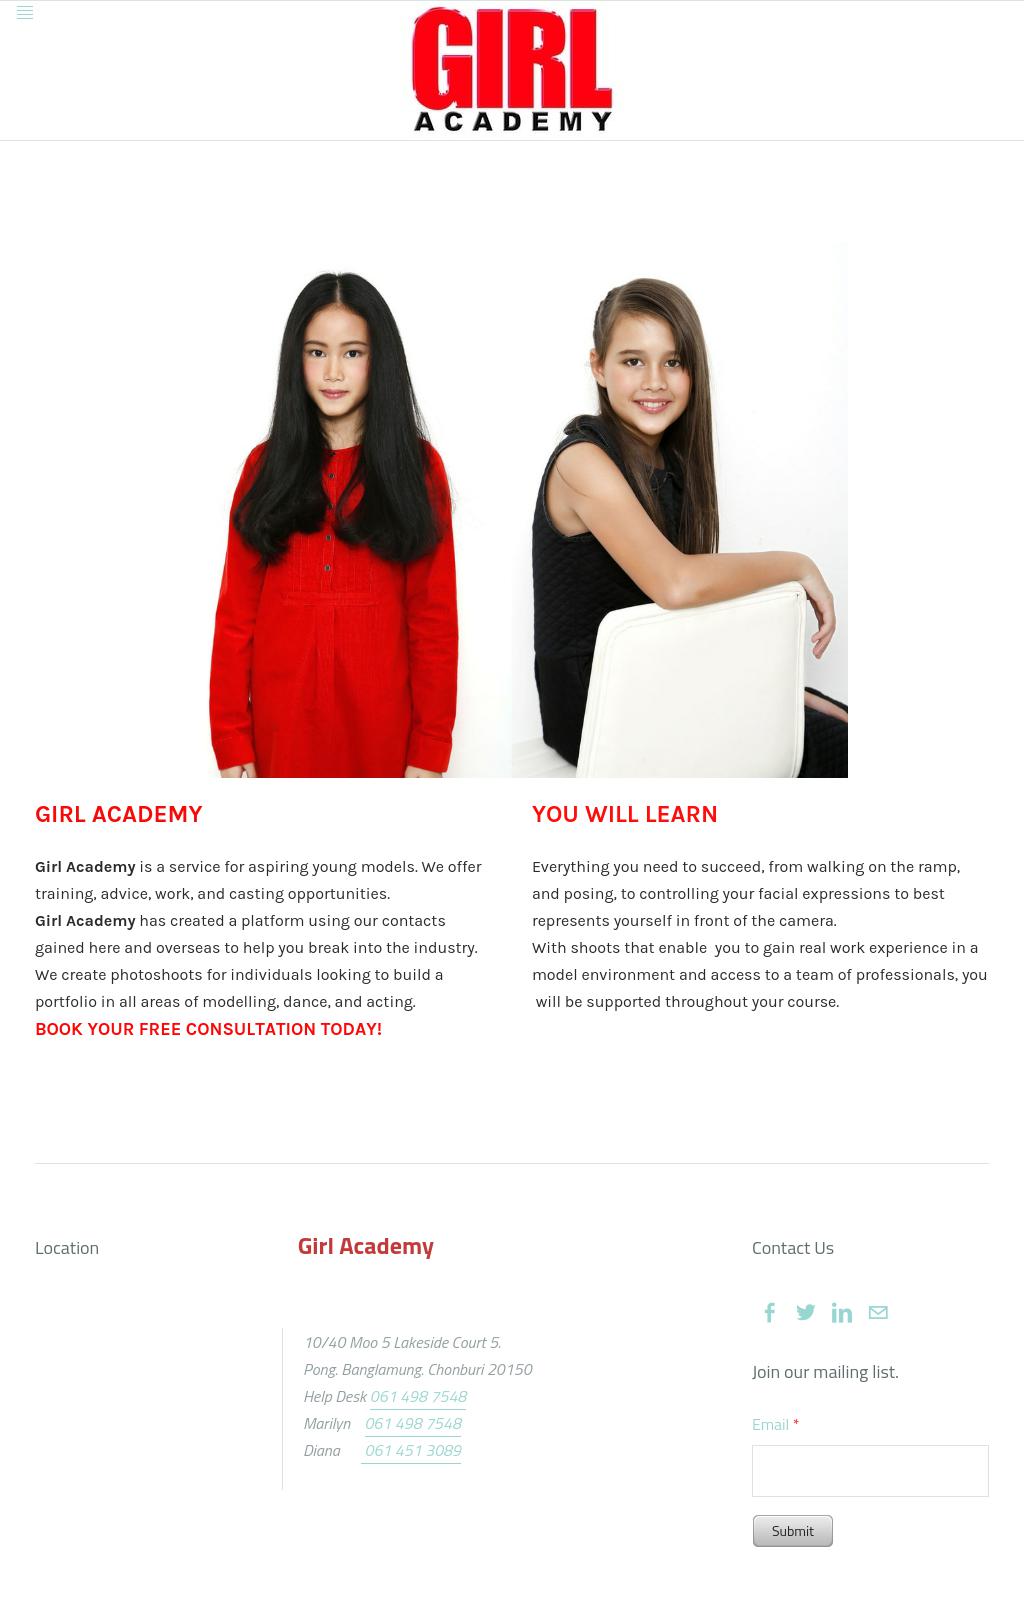 GIRL
ACADEMY
GIRL ACADEMY
Girl Academy is a service for aspiring young models. We offer
training, advice, work, and casting opportunities.
Girl Academy has created a platform using our contacts
gained here and overseas to help you break into the industry.
We create photoshoots for individuals looking to build a
portfolio in all areas of modelling, dance, and acting.
BOOK YOUR FREE CONSULTATION TODAY!
YOU WILL LEARN
Everything you need to succeed, from walking on the ramp,
and posing, to controlling your facial expressions to best
represents yourself in front of the camera.
With shoots that enable  you to gain real work experience in a
model environment and access to a team of professionals, you
will be supported throughout your course.
Location
Girl Academy
10/40 Moo 5 Lakeside Court 5.
Pong. Banglamung. Chonburi 20150
Help Desk 061 498 7548
Marilyn 061 498 7548
Diana 061 451 3089
Contact Us
Join our mailing list.
Email *
Submit